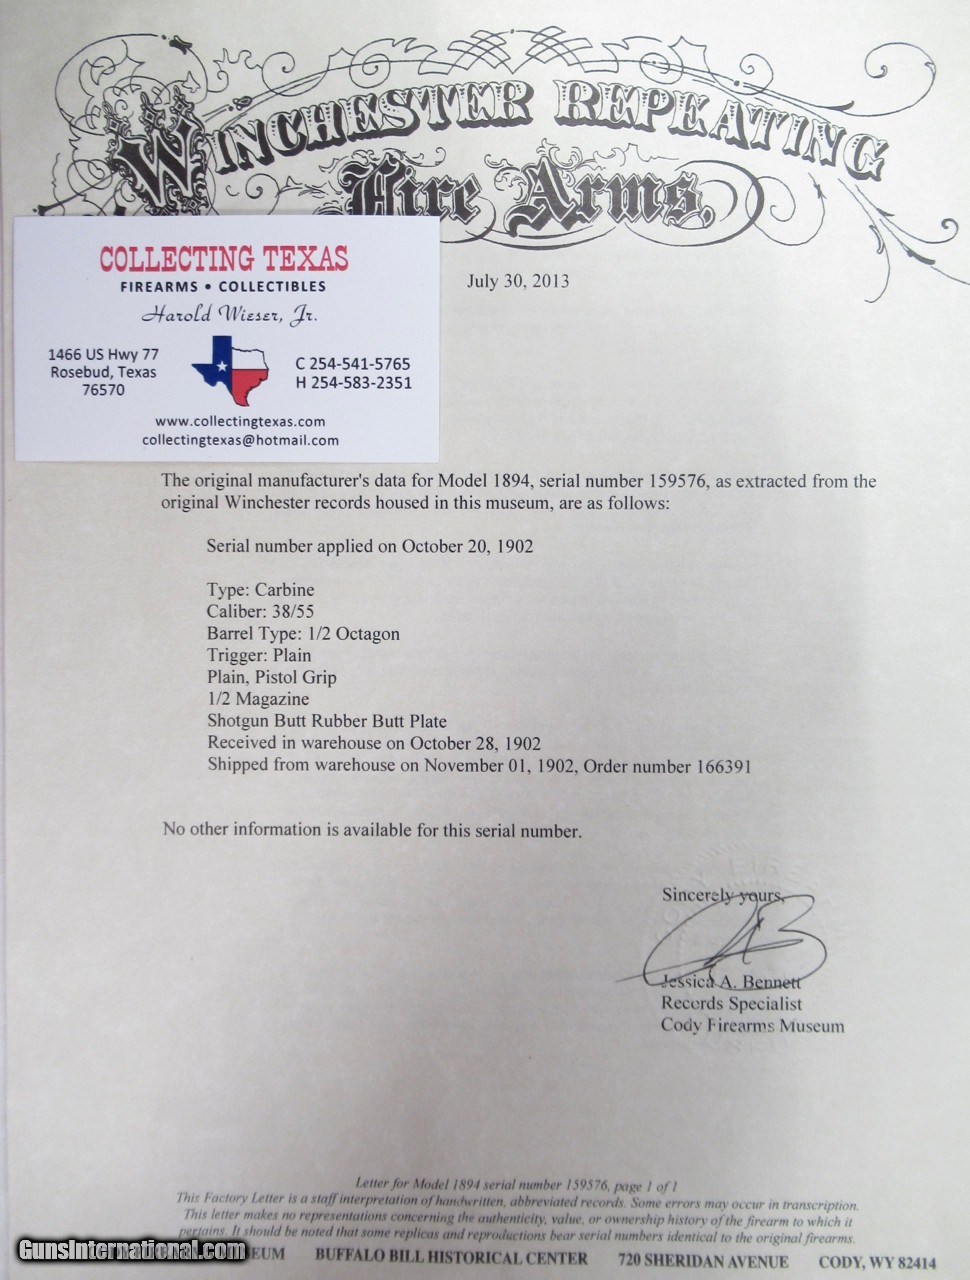 WINCHESTER REPEATING
Fire Arms.
COLLECTING TEXAS
FIREARMS • COLLECTIBLES
Harold Wieser, Jr.
1466 US Hwy 77
Rosebud, Texas
76570
C 254-541-5765
H 254-583-2351
www.collectingtexas.com
collectingtexas@hotmail.com
July 30, 2013
The original manufacturer's data for Model 1894, serial number 159576, as extracted from the
original Winchester records housed in this museum, are as follows:
Serial number applied on October 20, 1902
Type: Carbine
Caliber: 38/55
Barrel Type: 1/2 Octagon
Trigger: Plain
Plain, Pistol Grip
1/2 Magazine
Shotgun Butt Rubber Butt Plate
Received in warehouse on October 28, 1902
Shipped from warehouse on November 01, 1902, Order number 166391
No other information is available for this serial number.
Sincerely yours,
Jessica A. Bennett
Records Specialist
Cody Firearms Museum
Letter for Model 1894 serial number 159576, page 1 of 1
This Factory Letter is a staff interpretation of handwritten, abbreviated records. Some errors may occur in transcription.
This letter makes no representations concerning the authenticity, value, or ownership history of the firearm to which it
pertains. It should be noted that some replicas and reproductions bear serial numbers identical to the original firearms.
GunsInternational.com EUM BUFFALO BILL HISTORICAL CENTER 720 SHERIDAN AVENUE CODY, WY 82414